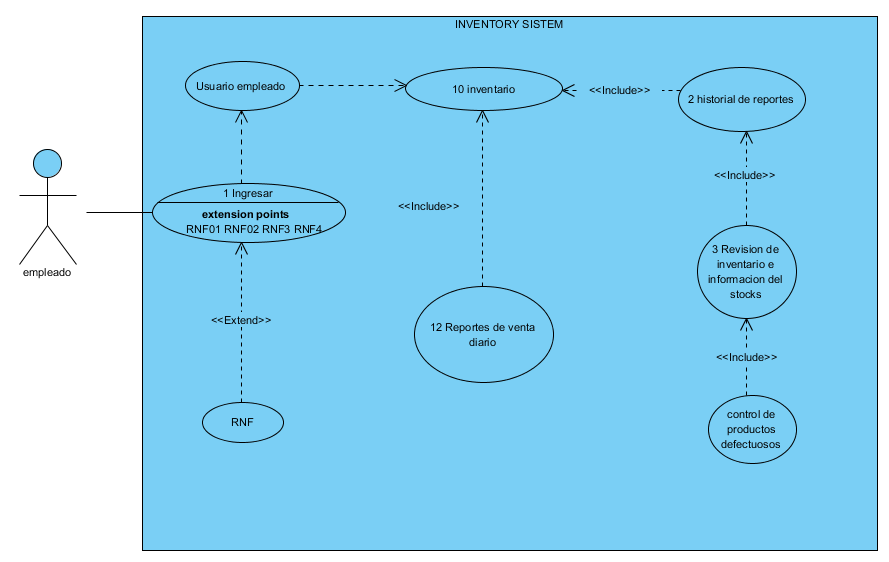 INVENTORY SISTEM
Usuario empleado
10 inventario
<<Include>>
2 historial de reportes
1 Ingresar
extension points
RNF01 RNF02 RNF3 RNF4
<<Include>>
<<Include>>
empleado
3 Revision de
inventario e
informacion del
stocks
<<Extend>>
12 Reportes de venta
diario
<<Include>>
RNF
control de
productos
defectuosos